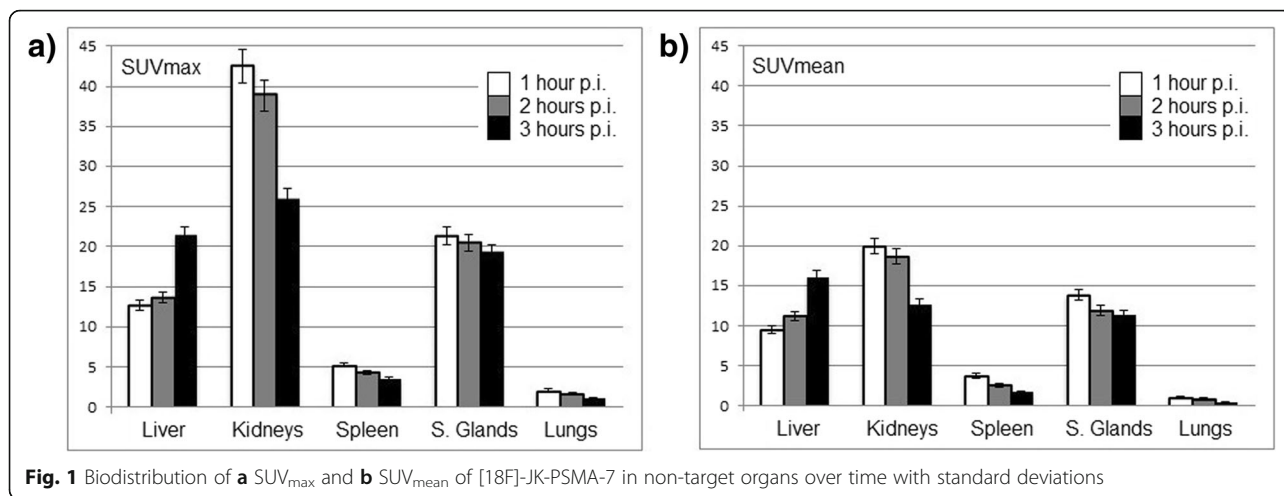 a)
SUVmax
1 hour p.i.
2 hours p.i.
3 hours p.i.
45
40
35
30
25
20
15
10
5
0
Liver Kidneys Spleen S. Glands Lungs
b)
SUVmean
1 hour p.i.
2 hours p.i.
3 hours p.i.
45
40
35
30
25
20
15
10
5
0
Liver Kidneys Spleen S. Glands Lungs
Fig. 1 Biodistribution of a SUVmax and b SUVmean of [18F]-JK-PSMA-7 in non-target organs over time with standard deviations